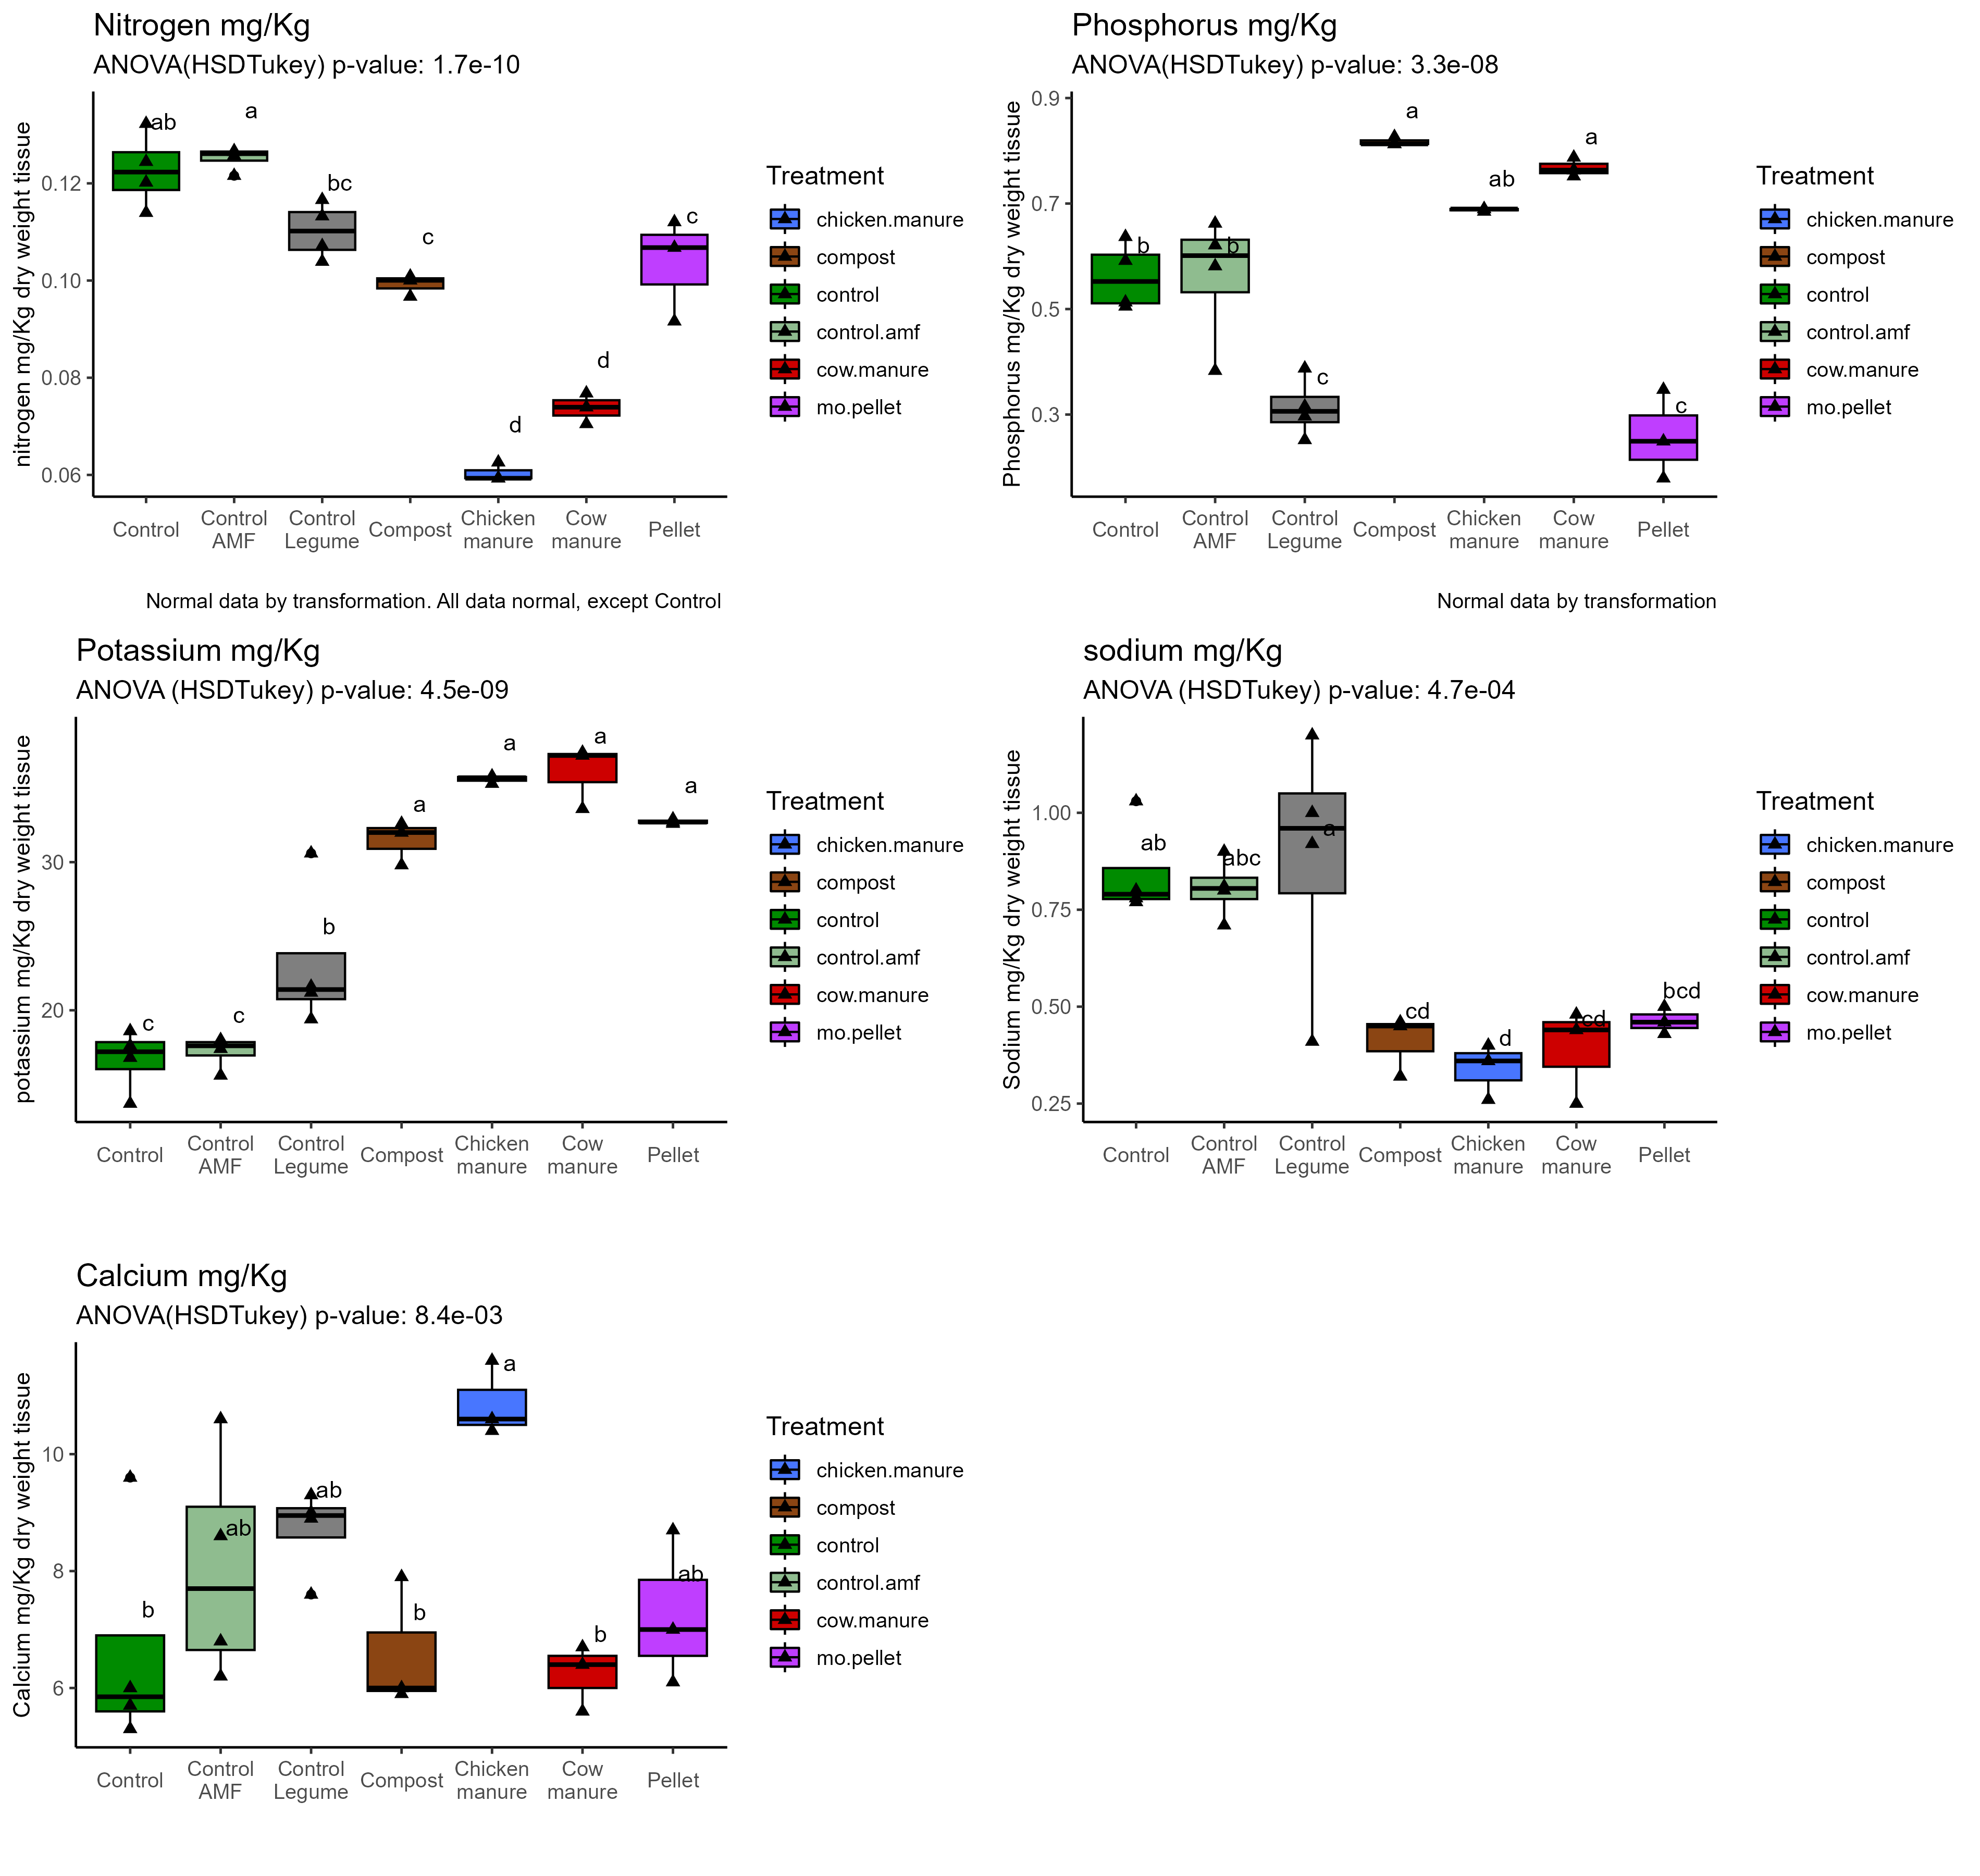 Nitrogen mg/Kg
ANOVA(HSDTukey) p-value: 1.7e-10
nitrogen mg/Kg dry weight tissue
0.12
0.10
0.08
0.06
ab
a
bc
c
d
d
c
Control
Control AMF
Control Legume
Compost
Chicken manure
Cow manure
Pellet
Normal data by transformation. All data normal, except Control
Treatment
chicken.manure
compost
control
control.amf
cow.manure
mo.pellet
Phosphorus mg/Kg
ANOVA(HSDTukey) p-value: 3.3e-08
Phosphorus mg/Kg dry weight tissue
0.9
0.7
0.5
0.3
b
b
c
a
ab
a
c
Control
Control AMF
Control Legume
Compost
Chicken manure
Cow manure
Pellet
Normal data by transformation
Treatment
chicken.manure
compost
control
control.amf
cow.manure
mo.pellet
Potassium mg/Kg
ANOVA (HSDTukey) p-value: 4.5e-09
potassium mg/Kg dry weight tissue
30
20
c
c
b
a
a
a
a
Control
Control AMF
Control Legume
Compost
Chicken manure
Cow manure
Pellet
Treatment
chicken.manure
compost
control
control.amf
cow.manure
mo.pellet
sodium mg/Kg
ANOVA (HSDTukey) p-value: 4.7e-04
Sodium mg/Kg dry weight tissue
1.00
0.75
0.50
0.25
ab
abc
a
cd
d
cd
bcd
Control
Control AMF
Control Legume
Compost
Chicken manure
Cow manure
Pellet
Treatment
chicken.manure
compost
control
control.amf
cow.manure
mo.pellet
Calcium mg/Kg
ANOVA(HSDTukey) p-value: 8.4e-03
Calcium mg/Kg dry weight tissue
10
8
6
b
ab
ab
b
a
b
ab
Control
Control AMF
Control Legume
Compost
Chicken manure
Cow manure
Pellet
Treatment
chicken.manure
compost
control
control.amf
cow.manure
mo.pellet